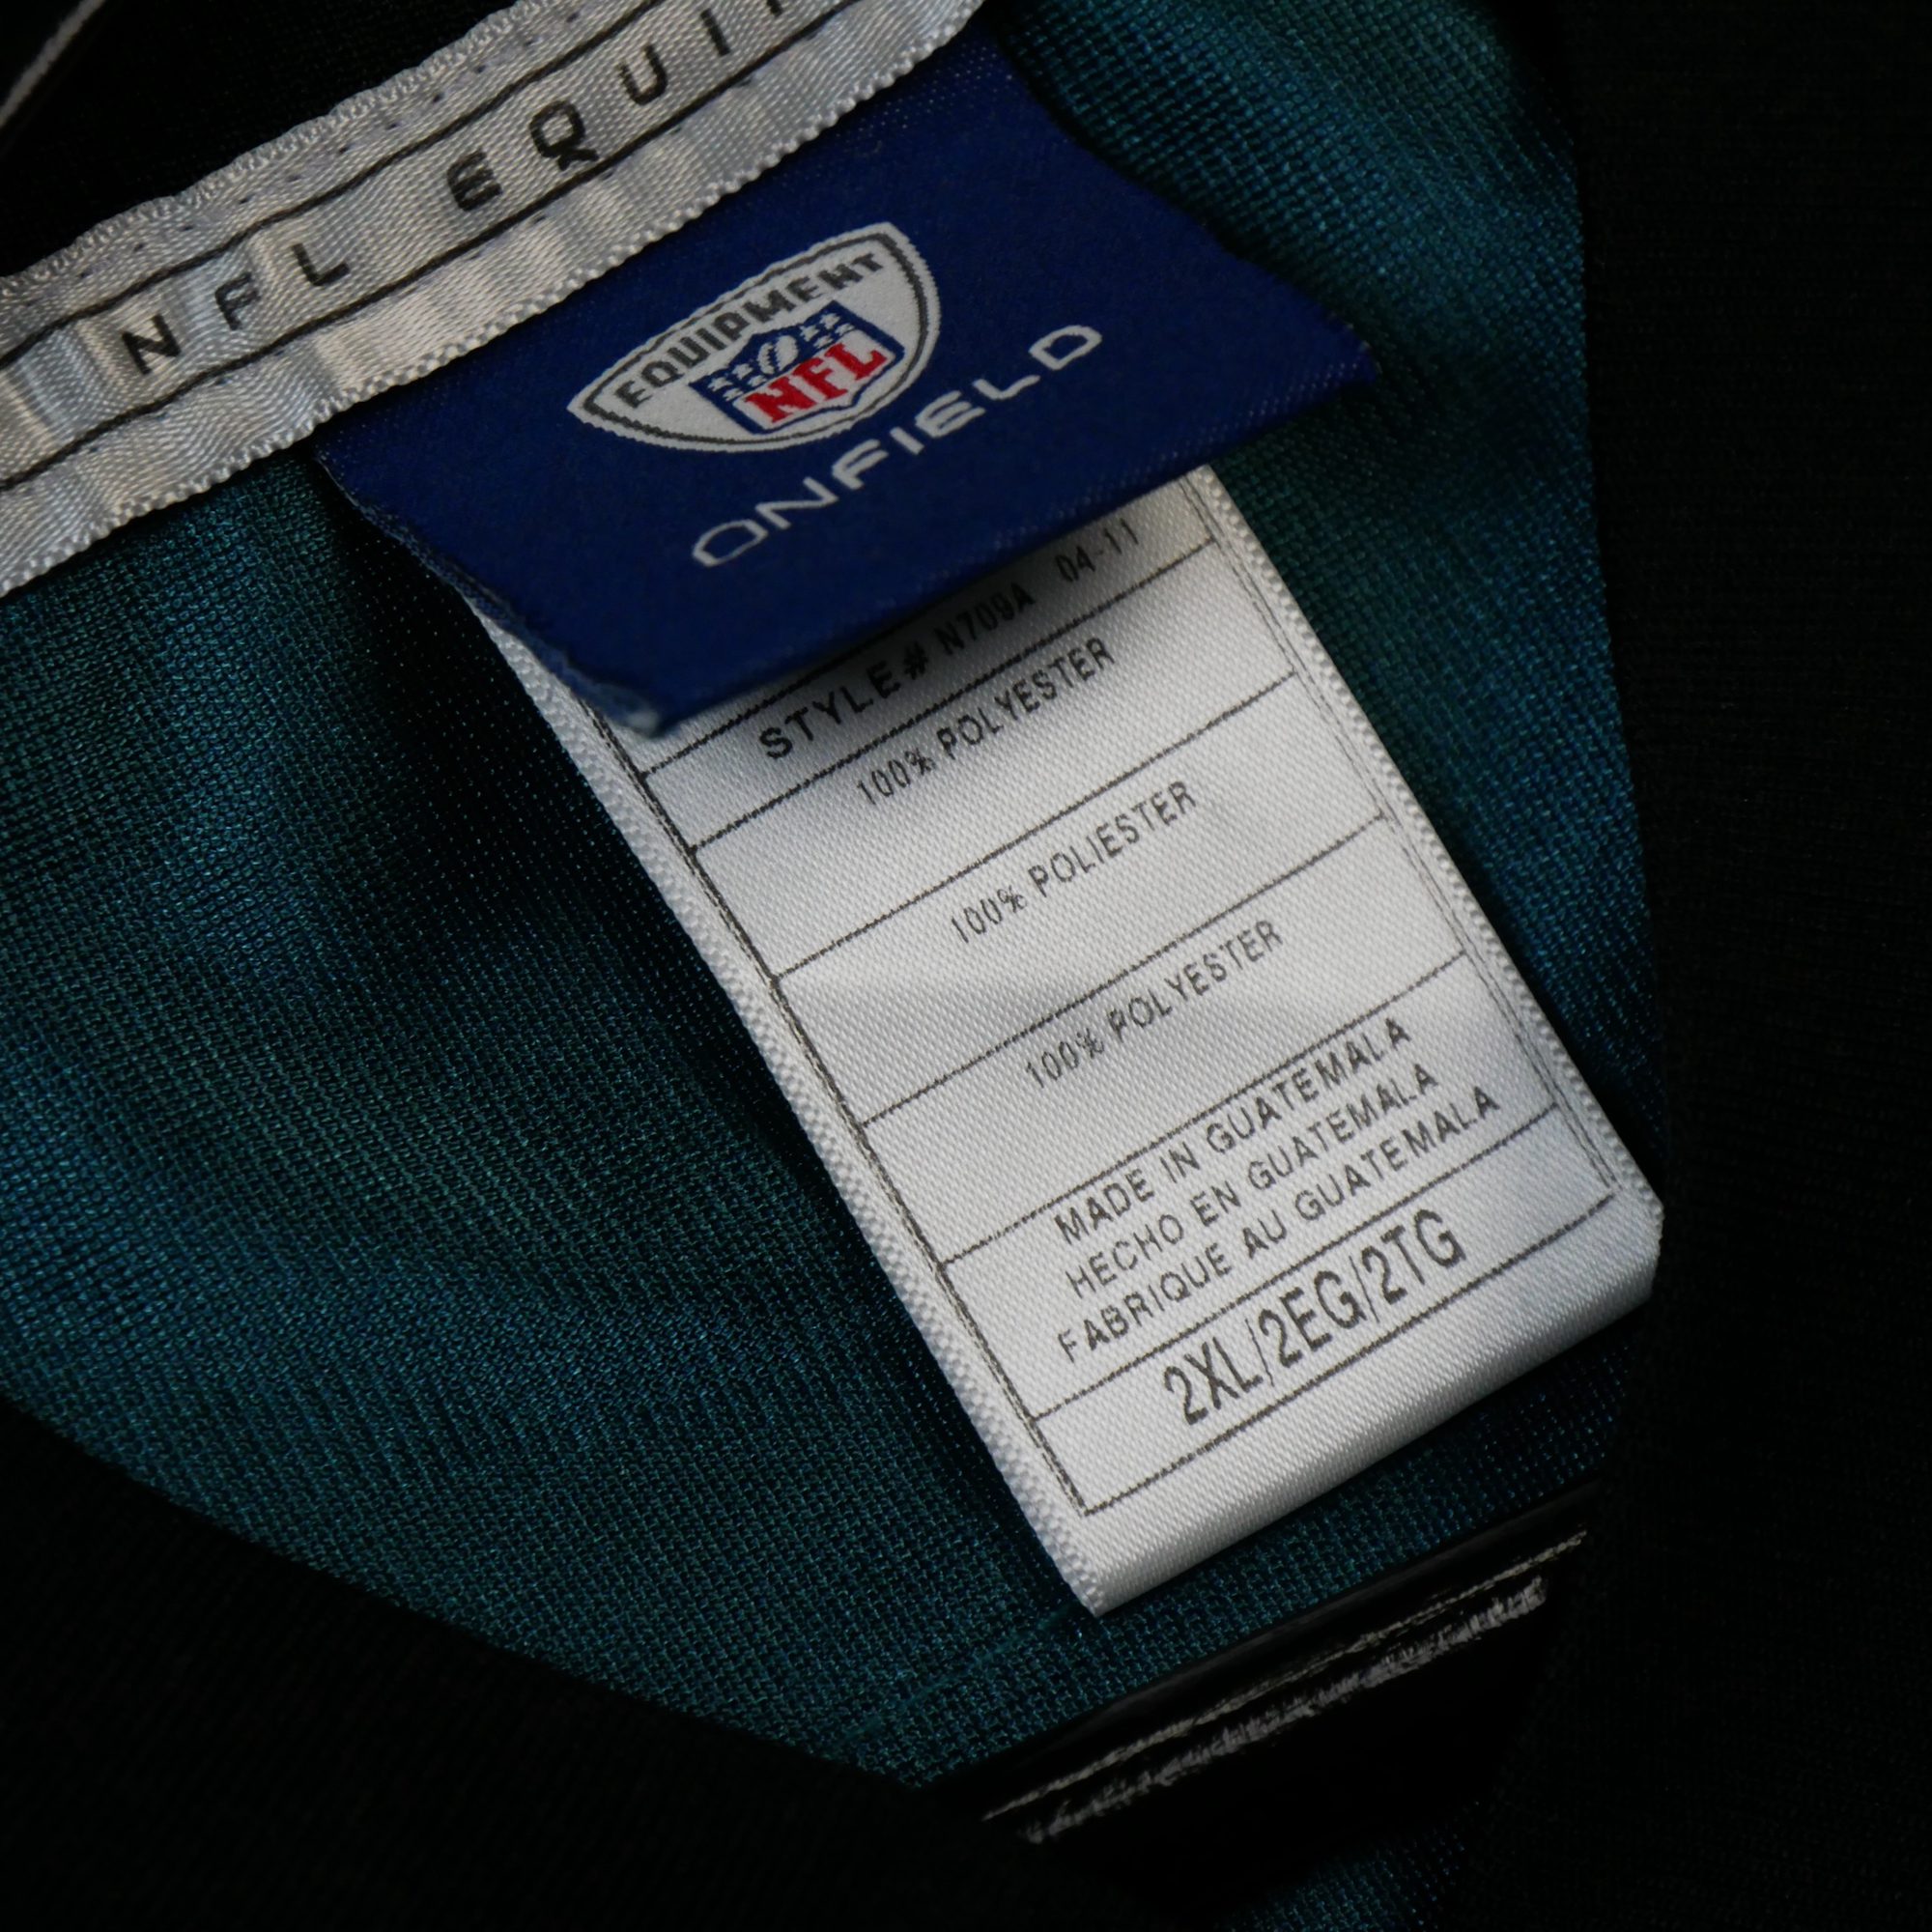 NFL EQUI
EQUIPMENT
NFL
ONFIELD
STYLE# N709A 04-11
100% POLYESTER
100% POLIESTER
100% POLYESTER
MADE IN GUATEMALA
HECHO EN GUATEMALA
FABRIQUE AU GUATEMALA
2XL/2EG/2TG